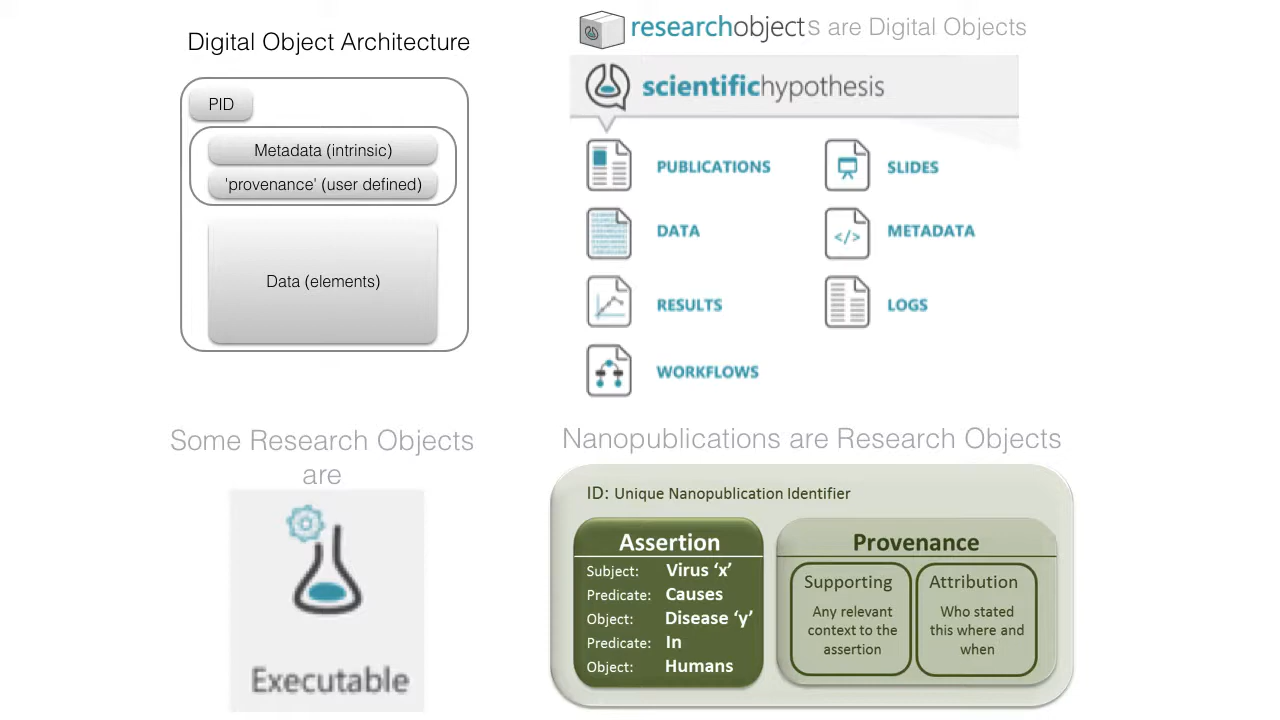 Digital Object Architecture
PID
Metadata (intrinsic)
'provenance' (user defined)
Data (elements)
researchobjects are Digital Objects
scientifichypothesis
PUBLICATIONS
SLIDES
DATA
</>
METADATA
RESULTS
LOGS
WORKFLOWS
Some Research Objects
are
Executable
Nanopublications are Research Objects
ID: Unique Nanopublication Identifier
Assertion
Subject: Virus ‘x’
Predicate: Causes
Object: Disease ‘y’
Predicate: In
Object: Humans
Provenance
Supporting
Any relevant
context to the
assertion
Attribution
Who stated
this where and
when